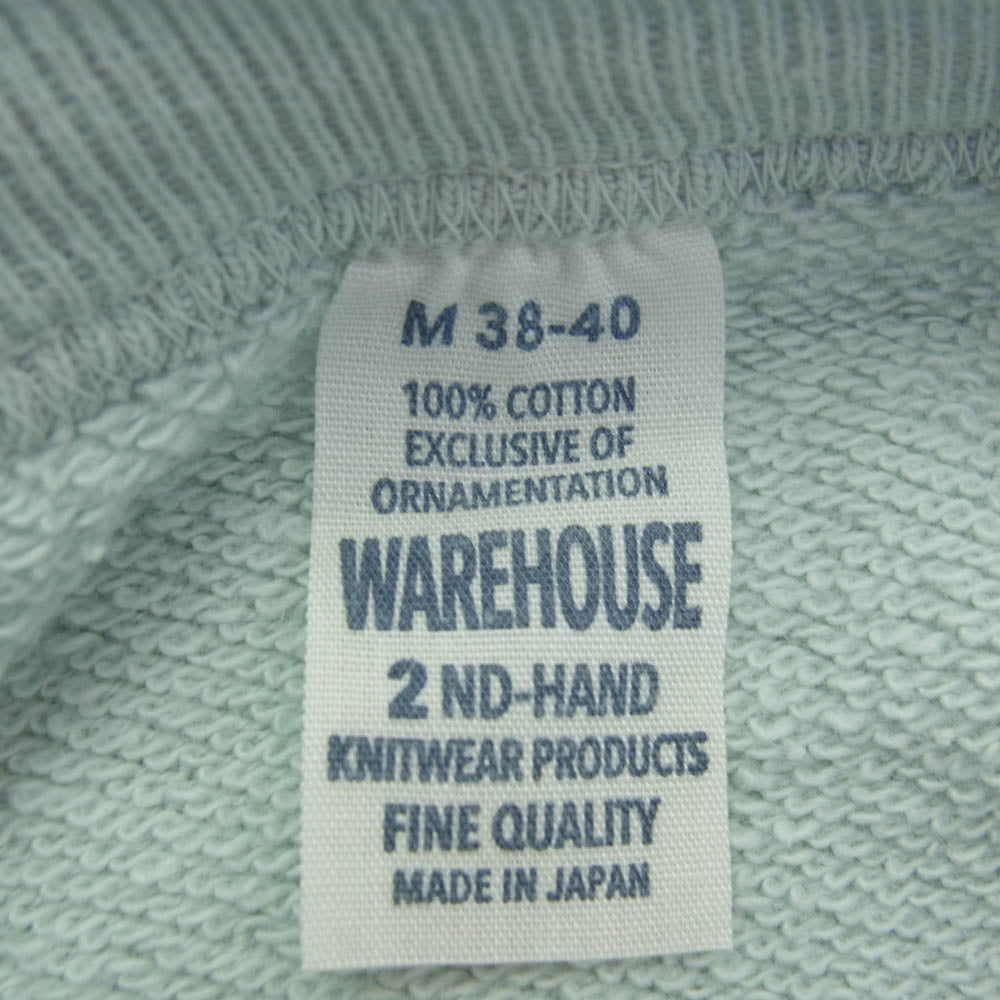 M 38-40
100% COTTON
EXCLUSIVE OF
ORNAMENTATION
WAREHOUSE
2 ND-HAND
KNITWEAR PRODUCTS
FINE QUALITY
MADE IN JAPAN